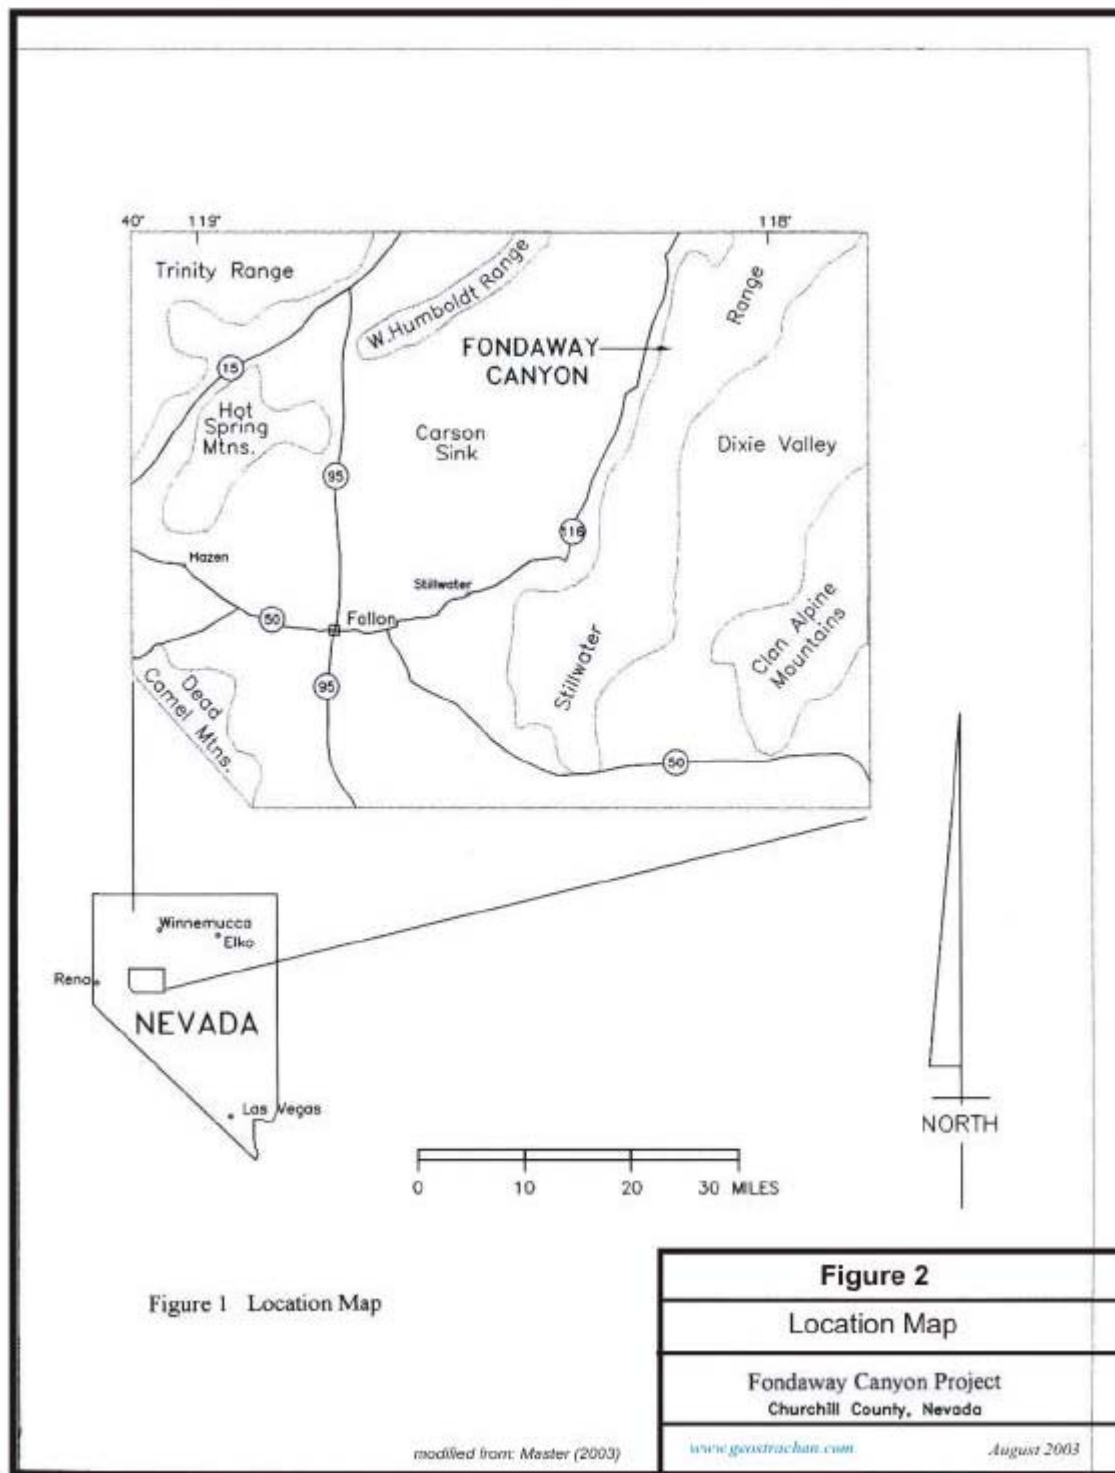 40° 119° 118°
Trinity Range
W. Humboldt Range
Range
FONDAWAY
CANYON
15
Hot
Spring
Mtns.
Carson
Sink
Dixie Valley
95
116
Hazen
Stillwater
50
Fallon
Stillwater
Clan Alpine
Mountains
95
Dead
Camel Mtns.
50
Winnemucca
Elko
Reno
NEVADA
Las Vegas
NORTH
0 10 20 30 MILES
Figure 1 Location Map
Figure 2
Location Map
Fondaway Canyon Project
Churchill County, Nevada
modified from: Master (2003)
www.geostrachan.com
August 2003